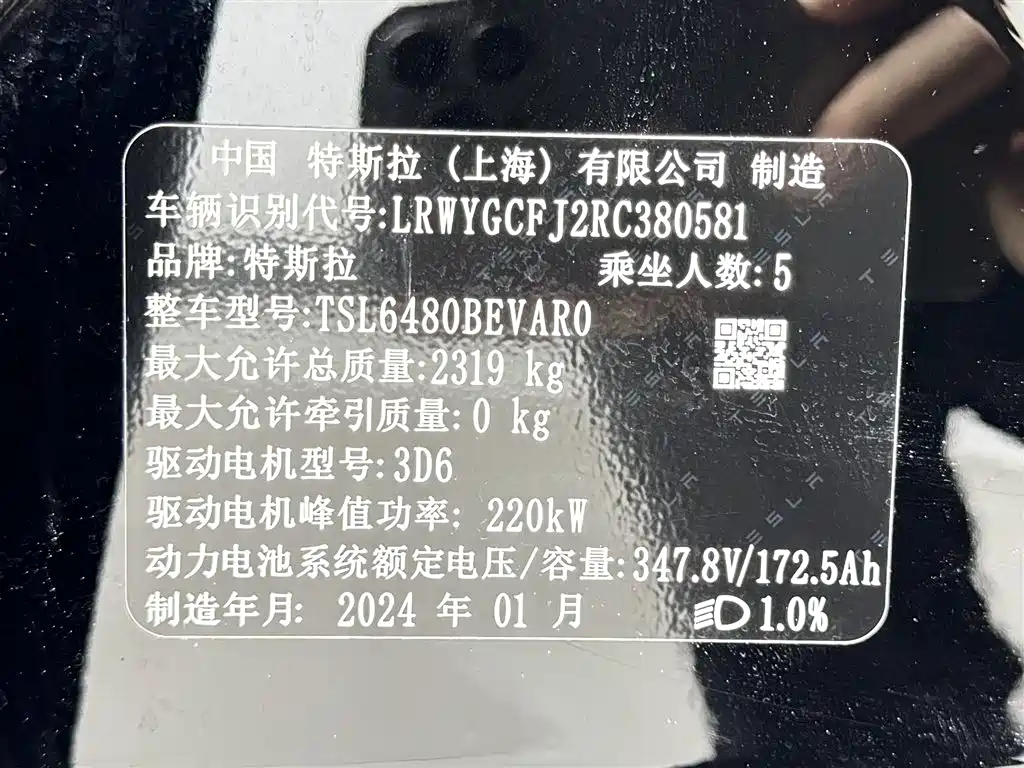 中国 特斯拉（上海）有限公司 制造
车辆识别代号:LRWYGCFJ2RC380581
品牌:特斯拉 乘坐人数:5
整车型号:TSL6480BEVAR0
最大允许总质量:2319 kg
最大允许牵引质量:0 kg
驱动电机型号:3D6
驱动电机峰值功率: 220kW
动力电池系统额定电压/容量:347.8V/172.5Ah
制造年月: 2024 年 01 月 1.0%
TESLA
TESLA
TESLA
TESLA